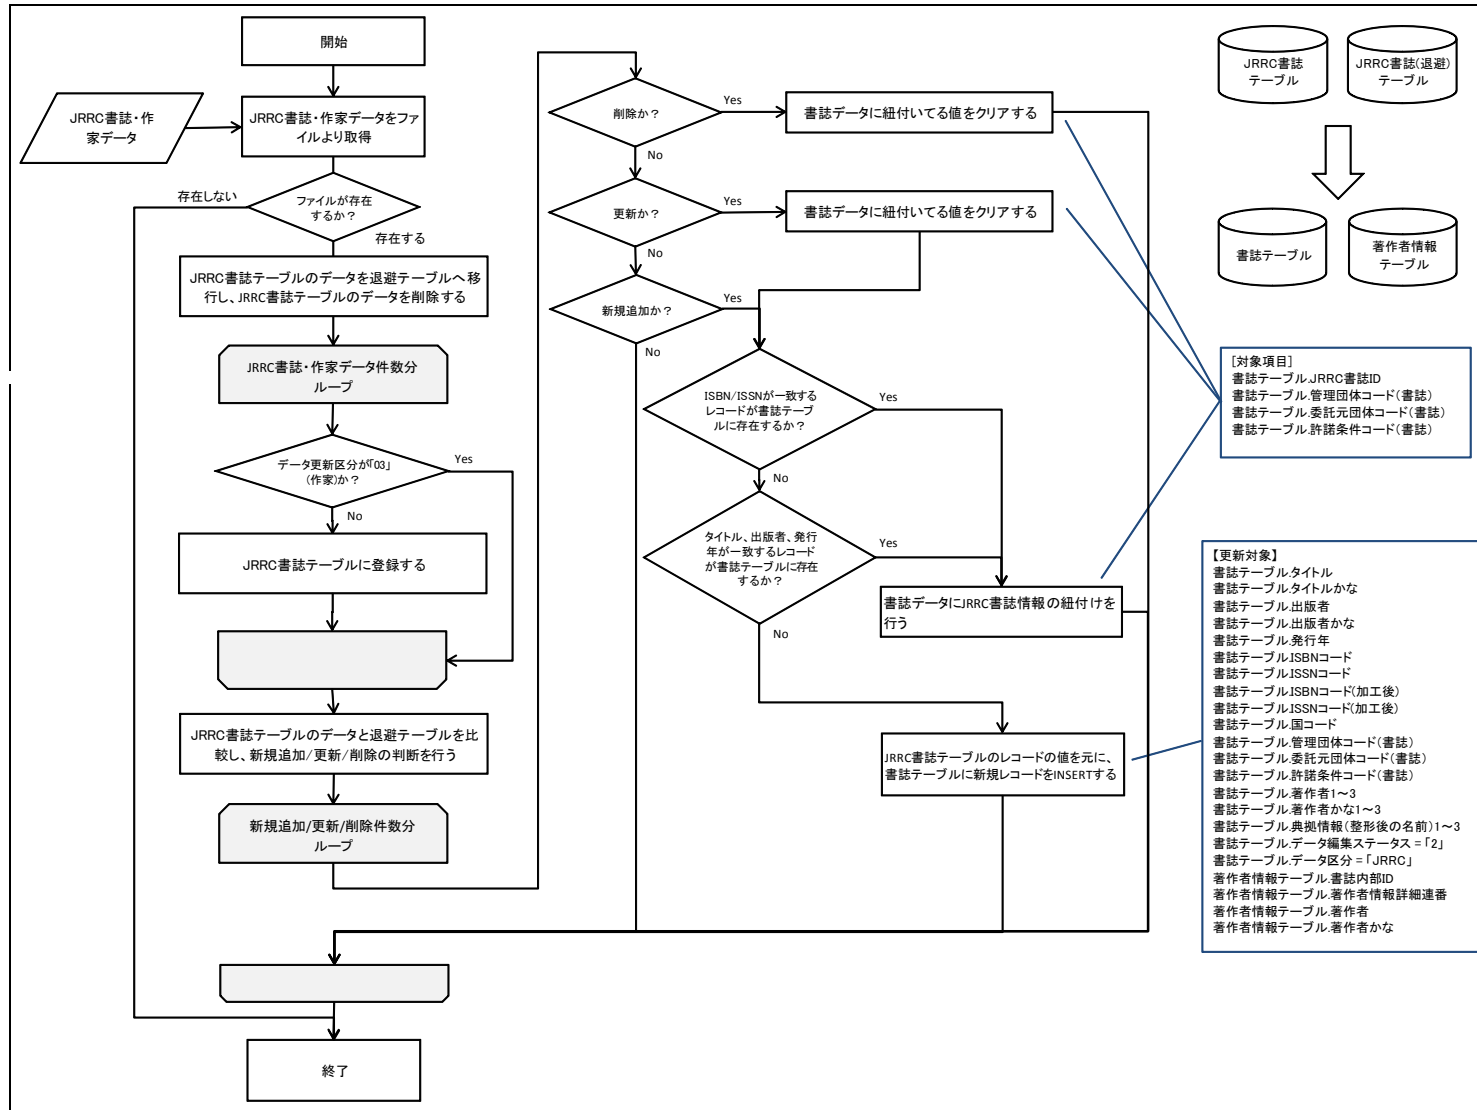 開始
JRRC書誌・作
家データ
JRRC書誌・作家データをファ
イルより取得
ファイルが存在
するか？
存在しない
存在する
JRRC書誌テーブルのデータを退避テーブルへ移
行し、JRRC書誌テーブルのデータを削除する
JRRC書誌・作家データ件数分
ループ
データ更新区分が「03」
(作家)か？
Yes
No
JRRC書誌テーブルに登録する
JRRC書誌テーブルのデータと退避テーブルを比
較し、新規追加/更新/削除の判断を行う
新規追加/更新/削除件数分
ループ
終了
削除か？
Yes
No
書誌データに紐付いてる値をクリアする
更新か？
Yes
No
書誌データに紐付いてる値をクリアする
新規追加か？
Yes
No
ISBN/ISSNが一致する
レコードが書誌テーブ
ルに存在するか？
Yes
No
タイトル、出版者、発行
年が一致するレコード
が書誌テーブルに存在
するか？
Yes
No
書誌データにJRRC書誌情報の紐付けを
行う
JRRC書誌テーブルのレコードの値を元に、
書誌テーブルに新規レコードをINSERTする
JRRC書誌
テーブル
JRRC書誌(退避)
テーブル
書誌テーブル
著作者情報
テーブル
[対象項目]
書誌テーブル.JRRC書誌ID
書誌テーブル.管理団体コード(書誌)
書誌テーブル.委託元団体コード(書誌)
書誌テーブル.許諾条件コード(書誌)
【更新対象】
書誌テーブル.タイトル
書誌テーブル.タイトルかな
書誌テーブル.出版者
書誌テーブル.出版者かな
書誌テーブル.発行年
書誌テーブル.ISBNコード
書誌テーブル.ISSNコード
書誌テーブル.ISBNコード(加工後)
書誌テーブル.ISSNコード(加工後)
書誌テーブル.国コード
書誌テーブル.管理団体コード(書誌)
書誌テーブル.委託元団体コード(書誌)
書誌テーブル.許諾条件コード(書誌)
書誌テーブル.著作者1～3
書誌テーブル.著作者かな1～3
書誌テーブル.典拠情報(整形後の名前)1～3
書誌テーブル.データ編集ステータス =「2」
書誌テーブル.データ区分 =「JRRC」
著作者情報テーブル.書誌内部ID
著作者情報テーブル.著作者情報詳細連番
著作者情報テーブル.著作者
著作者情報テーブル.著作者かな